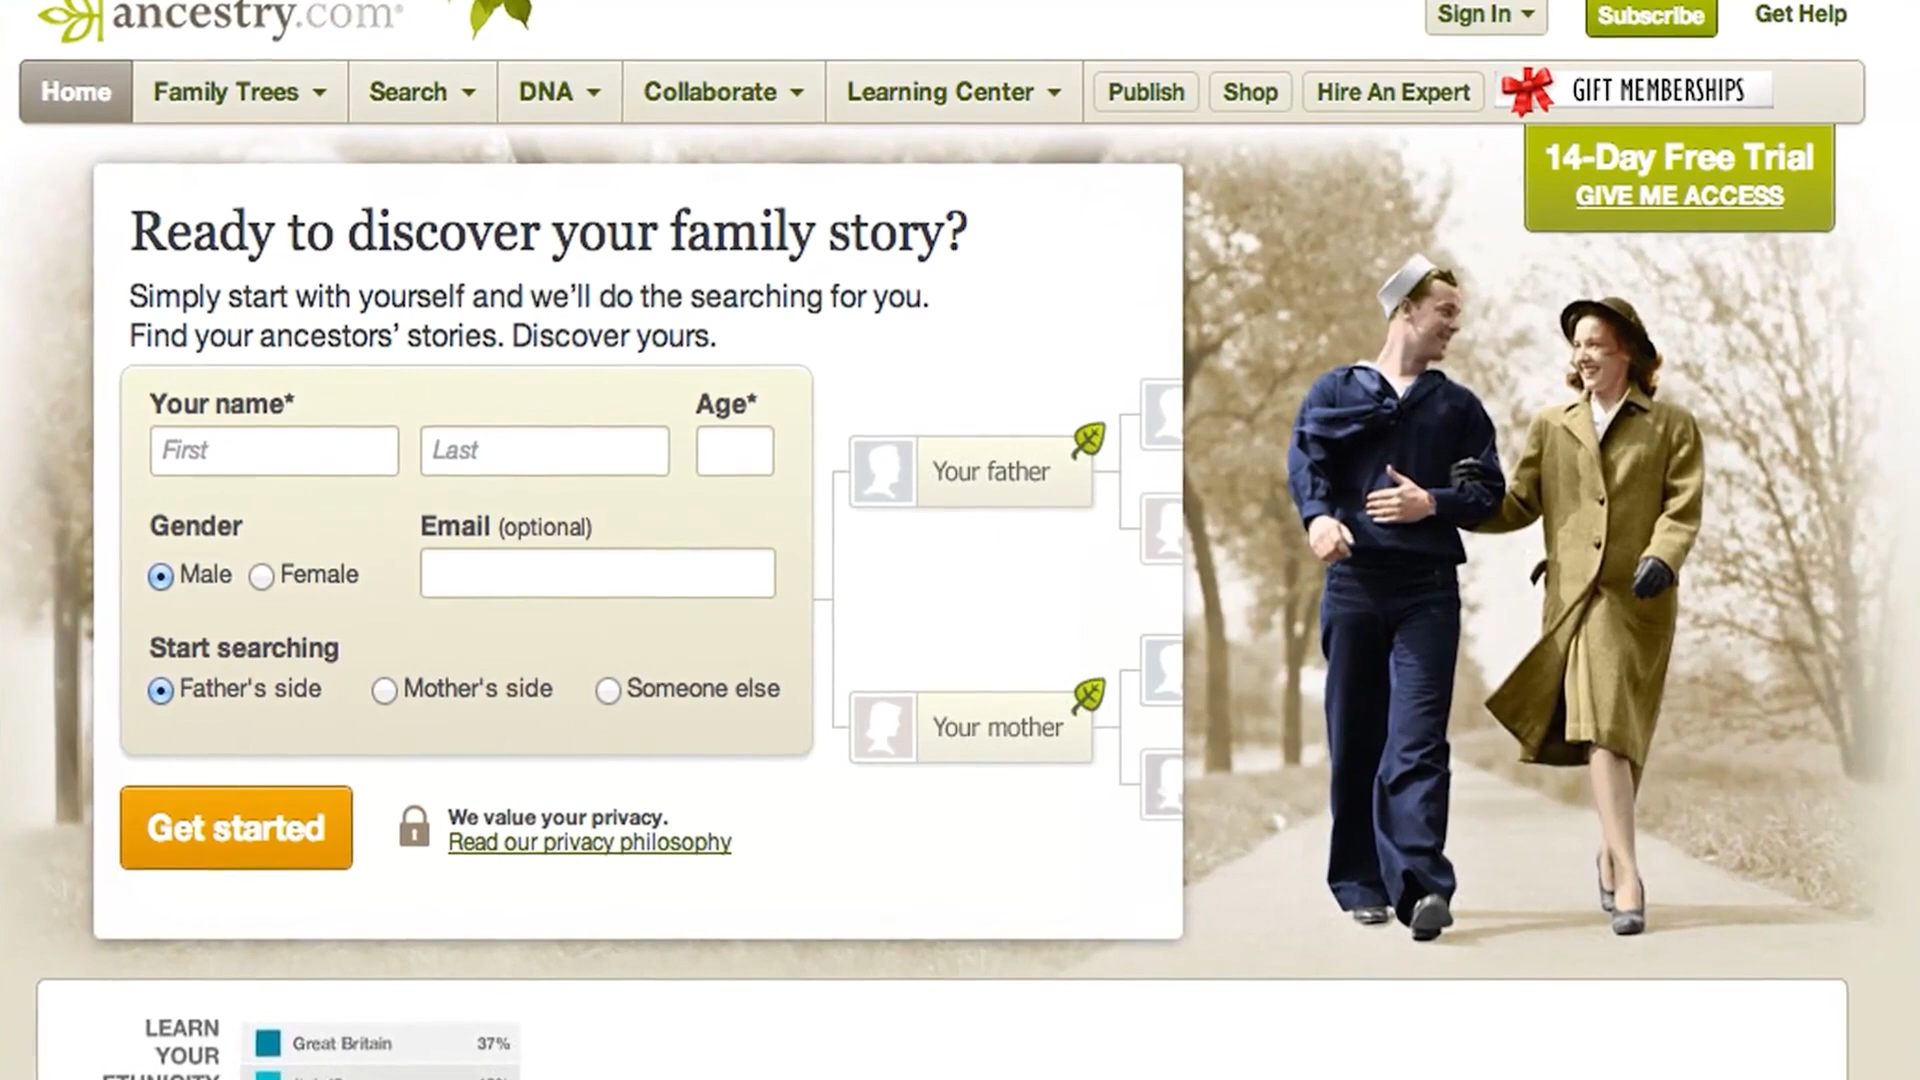 ancestry.com
Sign In
Subscribe
Get Help
Home
Family Trees
Search
DNA
Collaborate
Learning Center
Publish
Shop
Hire An Expert
GIFT MEMBERSHIPS
14-Day Free Trial
GIVE ME ACCESS
Ready to discover your family story?
Simply start with yourself and we'll do the searching for you.
Find your ancestors' stories. Discover yours.
Your name*
Age*
First
Last
Gender
Email (optional)
Male
Female
Start searching
Father's side
Mother's side
Someone else
Your father
Your mother
Get started
We value your privacy.
Read our privacy philosophy
LEARN
YOUR
ETHNICITY
Great Britain 37%